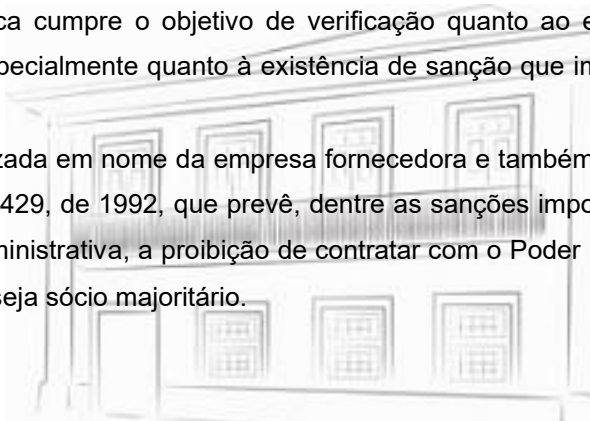 ca cumpre o objetivo de verificação quanto ao e
pecialmente quanto à existência de sanção que in
zada em nome da empresa fornecedora e também
429, de 1992, que prevê, dentre as sanções impo
ministrativa, a proibição de contratar com o Poder
seja sócio majoritário.